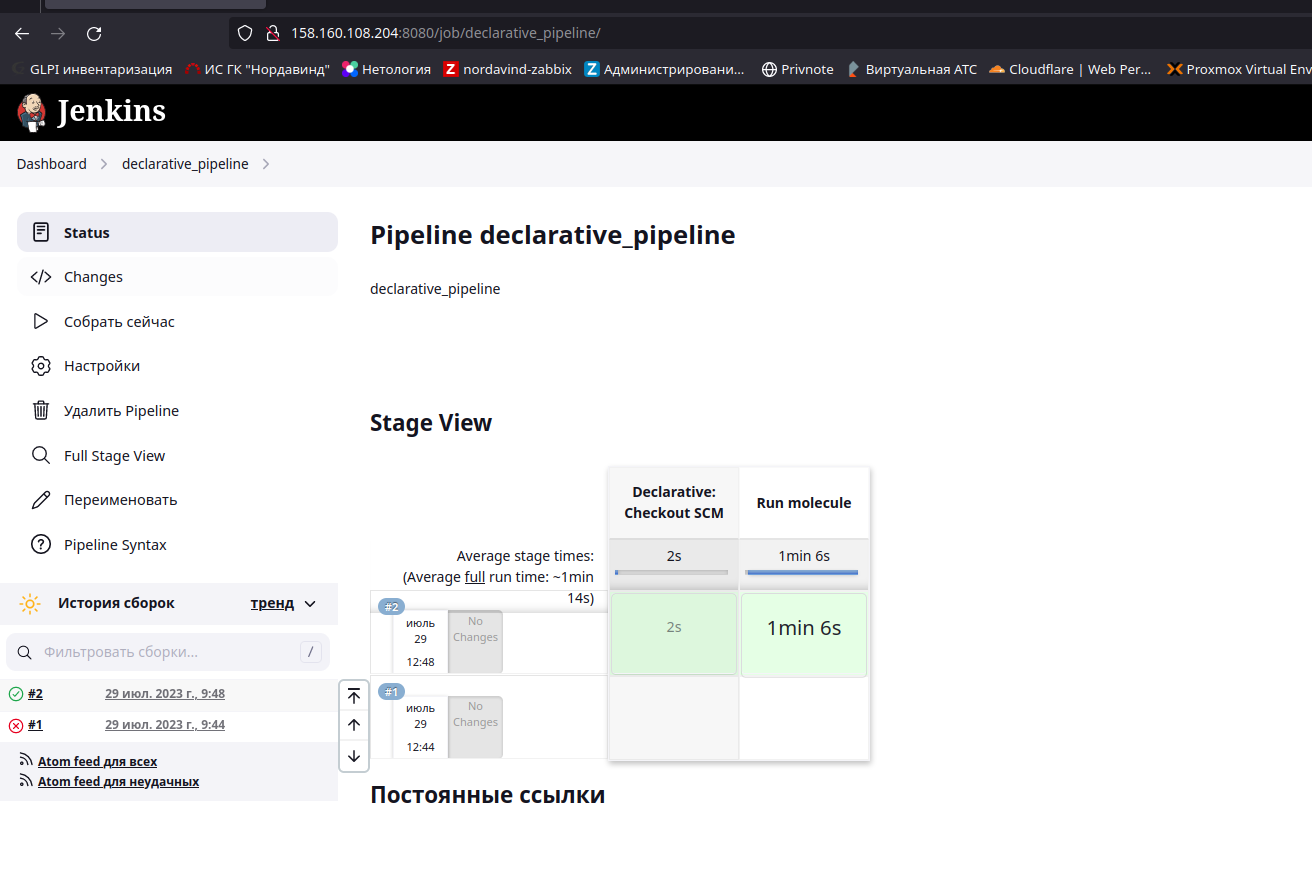 158.160.108.204:8080/job/declarative_pipeline/
GLPI инвентаризация ИС ГК "Нордавинд" Нетология nordavind-zabbix Администрировани... Privnote Виртуальная АТС Cloudflare | Web Per... Proxmox Virtual Env
Jenkins
Dashboard declarative_pipeline
Status
Changes
Собрать сейчас
Настройки
Удалить Pipeline
Full Stage View
Переименовать
Pipeline Syntax
История сборок тренд
Фильтровать сборки... /
#2 29 июл. 2023 г., 9:48
#1 29 июл. 2023 г., 9:44
Atom feed для всех
Atom feed для неудачных
Pipeline declarative_pipeline
declarative_pipeline
Stage View
Declarative:
Checkout SCM
Run molecule
Average stage times:
(Average full run time: ~1min
14s)
2s
1min 6s
#2
июль
29
12:48
No
Changes
2s
1min 6s
#1
июль
29
12:44
No
Changes
Постоянные ссылки